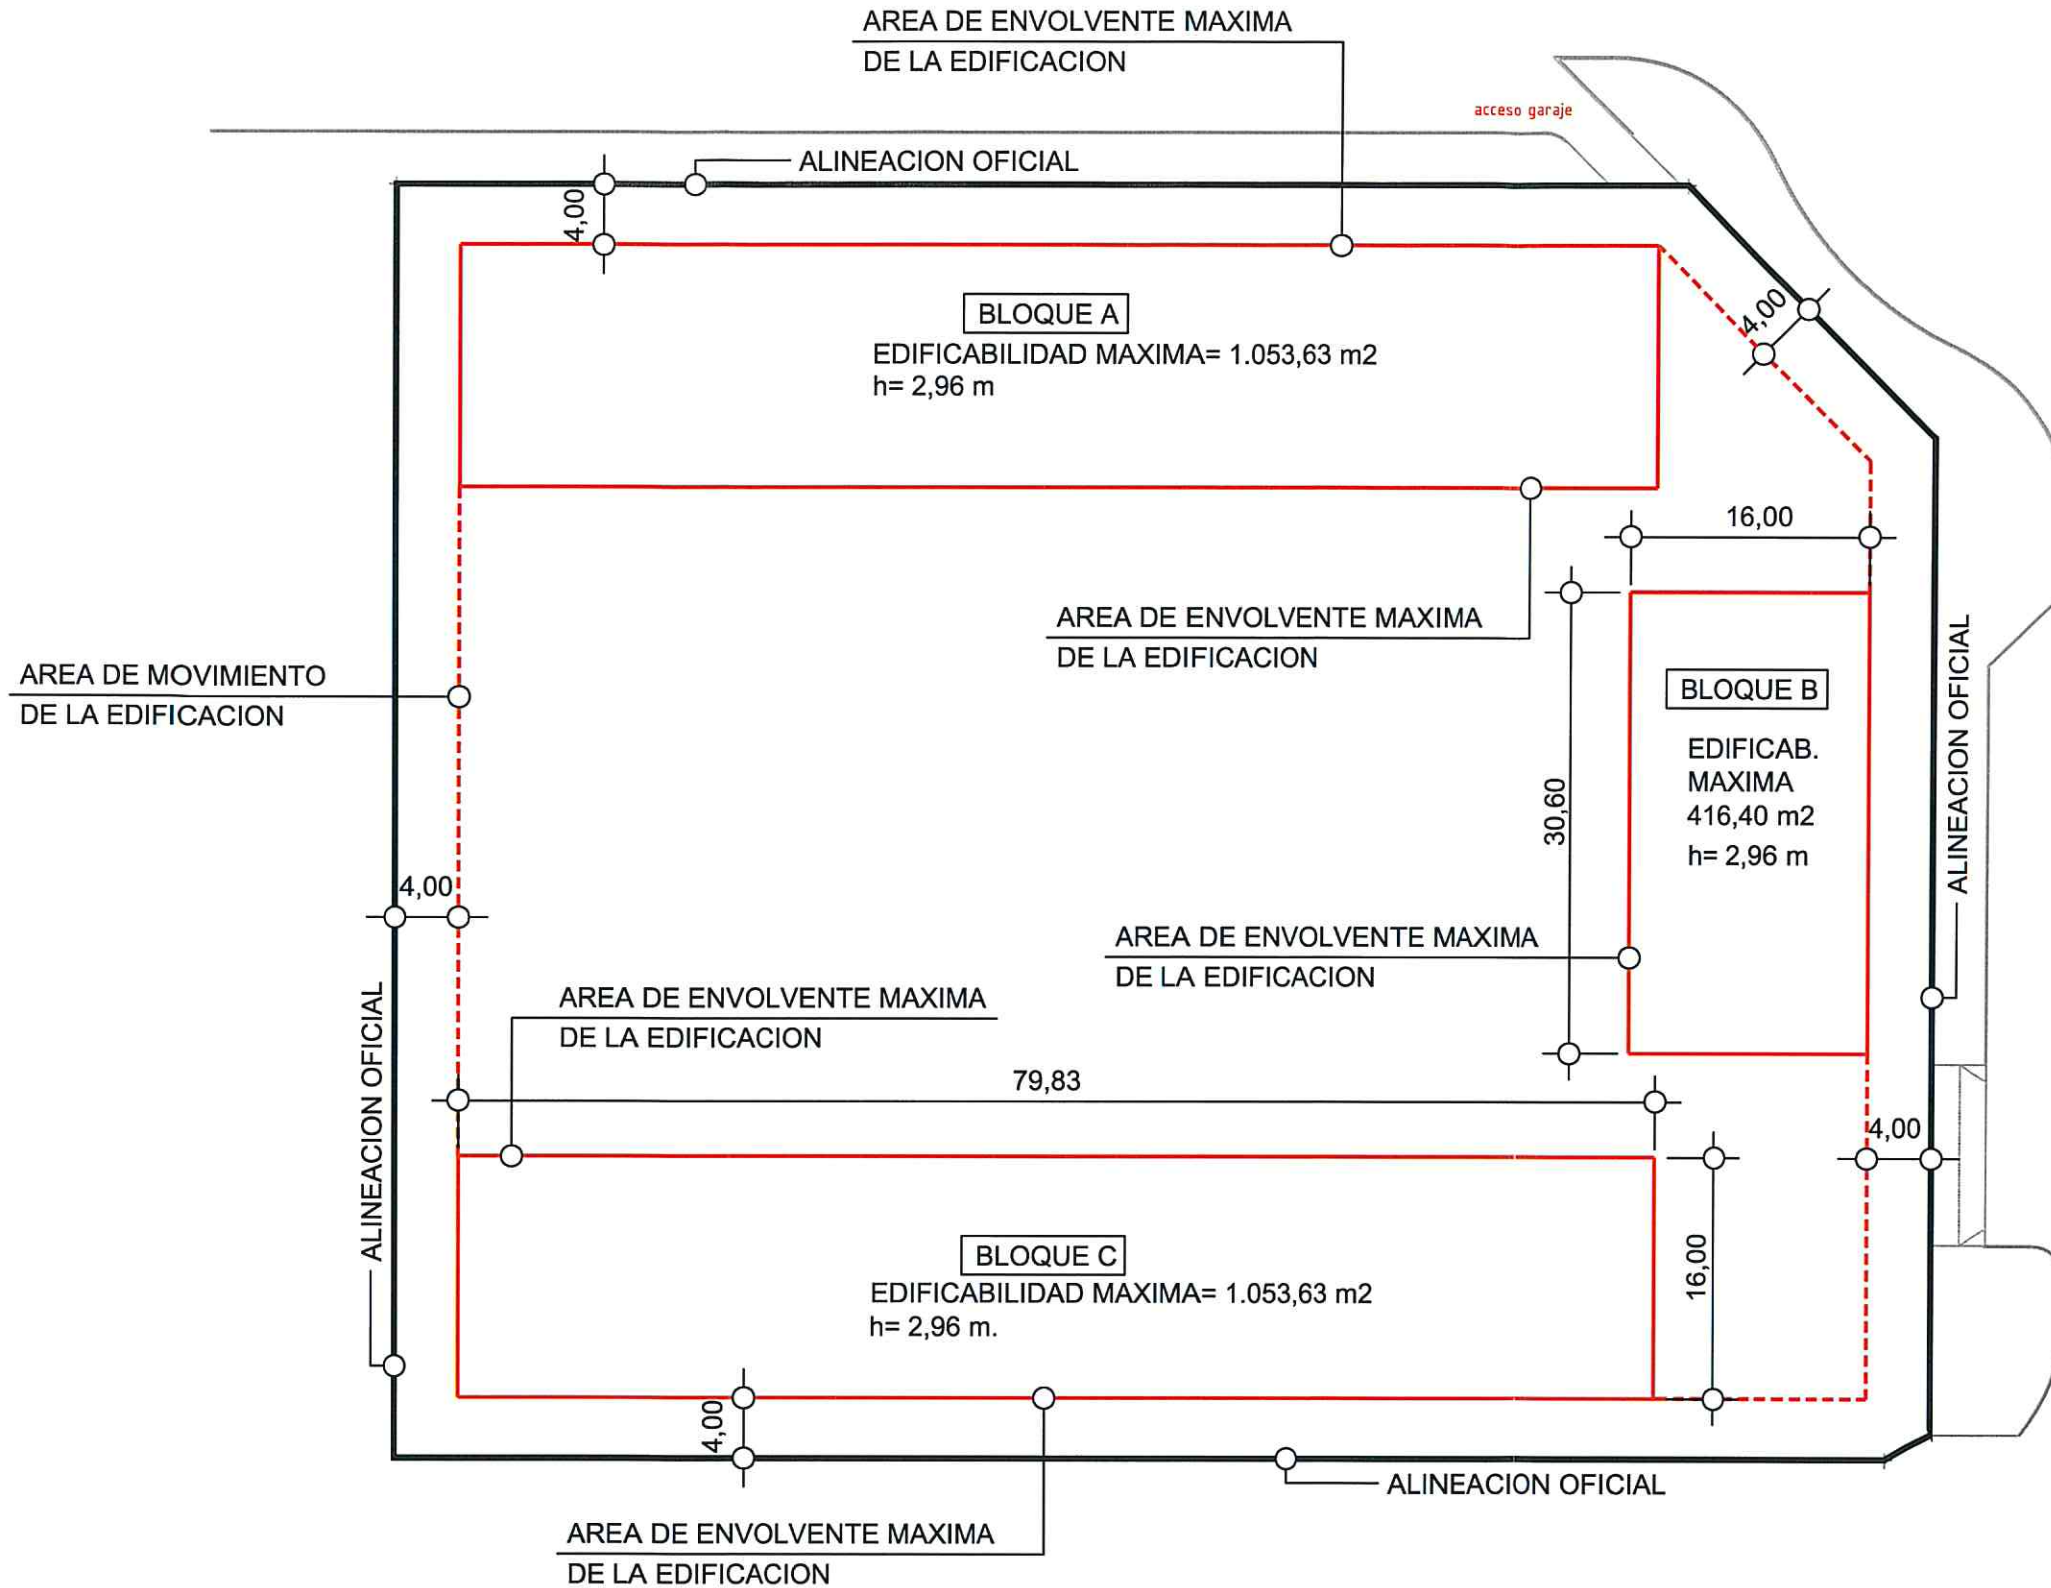 AREA DE ENVOLVENTE MAXIMA
DE LA EDIFICACION
acceso garaje
ALINEACION OFICIAL
4,00
4,00
BLOQUE A
EDIFICABILIDAD MAXIMA= 1.053,63 m2
h= 2,96 m
16,00
AREA DE ENVOLVENTE MAXIMA
DE LA EDIFICACION
AREA DE MOVIMIENTO
DE LA EDIFICACION
BLOQUE B
EDIFICAB.
MAXIMA
416,40 m2
h= 2,96 m
ALINEACION OFICIAL
30,60
4,00
AREA DE ENVOLVENTE MAXIMA
DE LA EDIFICACION
AREA DE ENVOLVENTE MAXIMA
DE LA EDIFICACION
ALINEACION OFICIAL
79,83
4,00
BLOQUE C
EDIFICABILIDAD MAXIMA= 1.053,63 m2
h= 2,96 m.
16,00
4,00
ALINEACION OFICIAL
AREA DE ENVOLVENTE MAXIMA
DE LA EDIFICACION